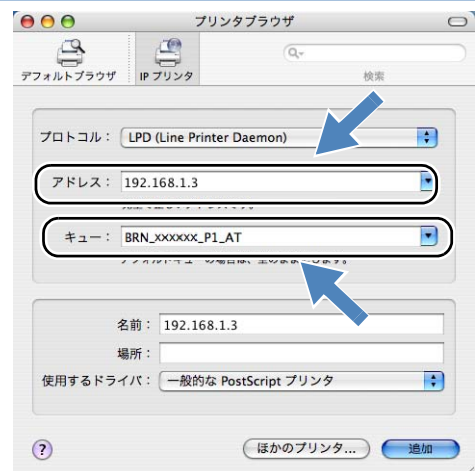 プリンタブラウザ
デフォルトブラウザ
IP プリンタ
検索
プロトコル： LPD (Line Printer Daemon)
アドレス： 192.168.1.3
キュー： BRN_xxxxxx_P1_AT
名前： 192.168.1.3
場所：
使用するドライバ： 一般的な PostScript プリンタ
?
ほかのプリンタ... 追加